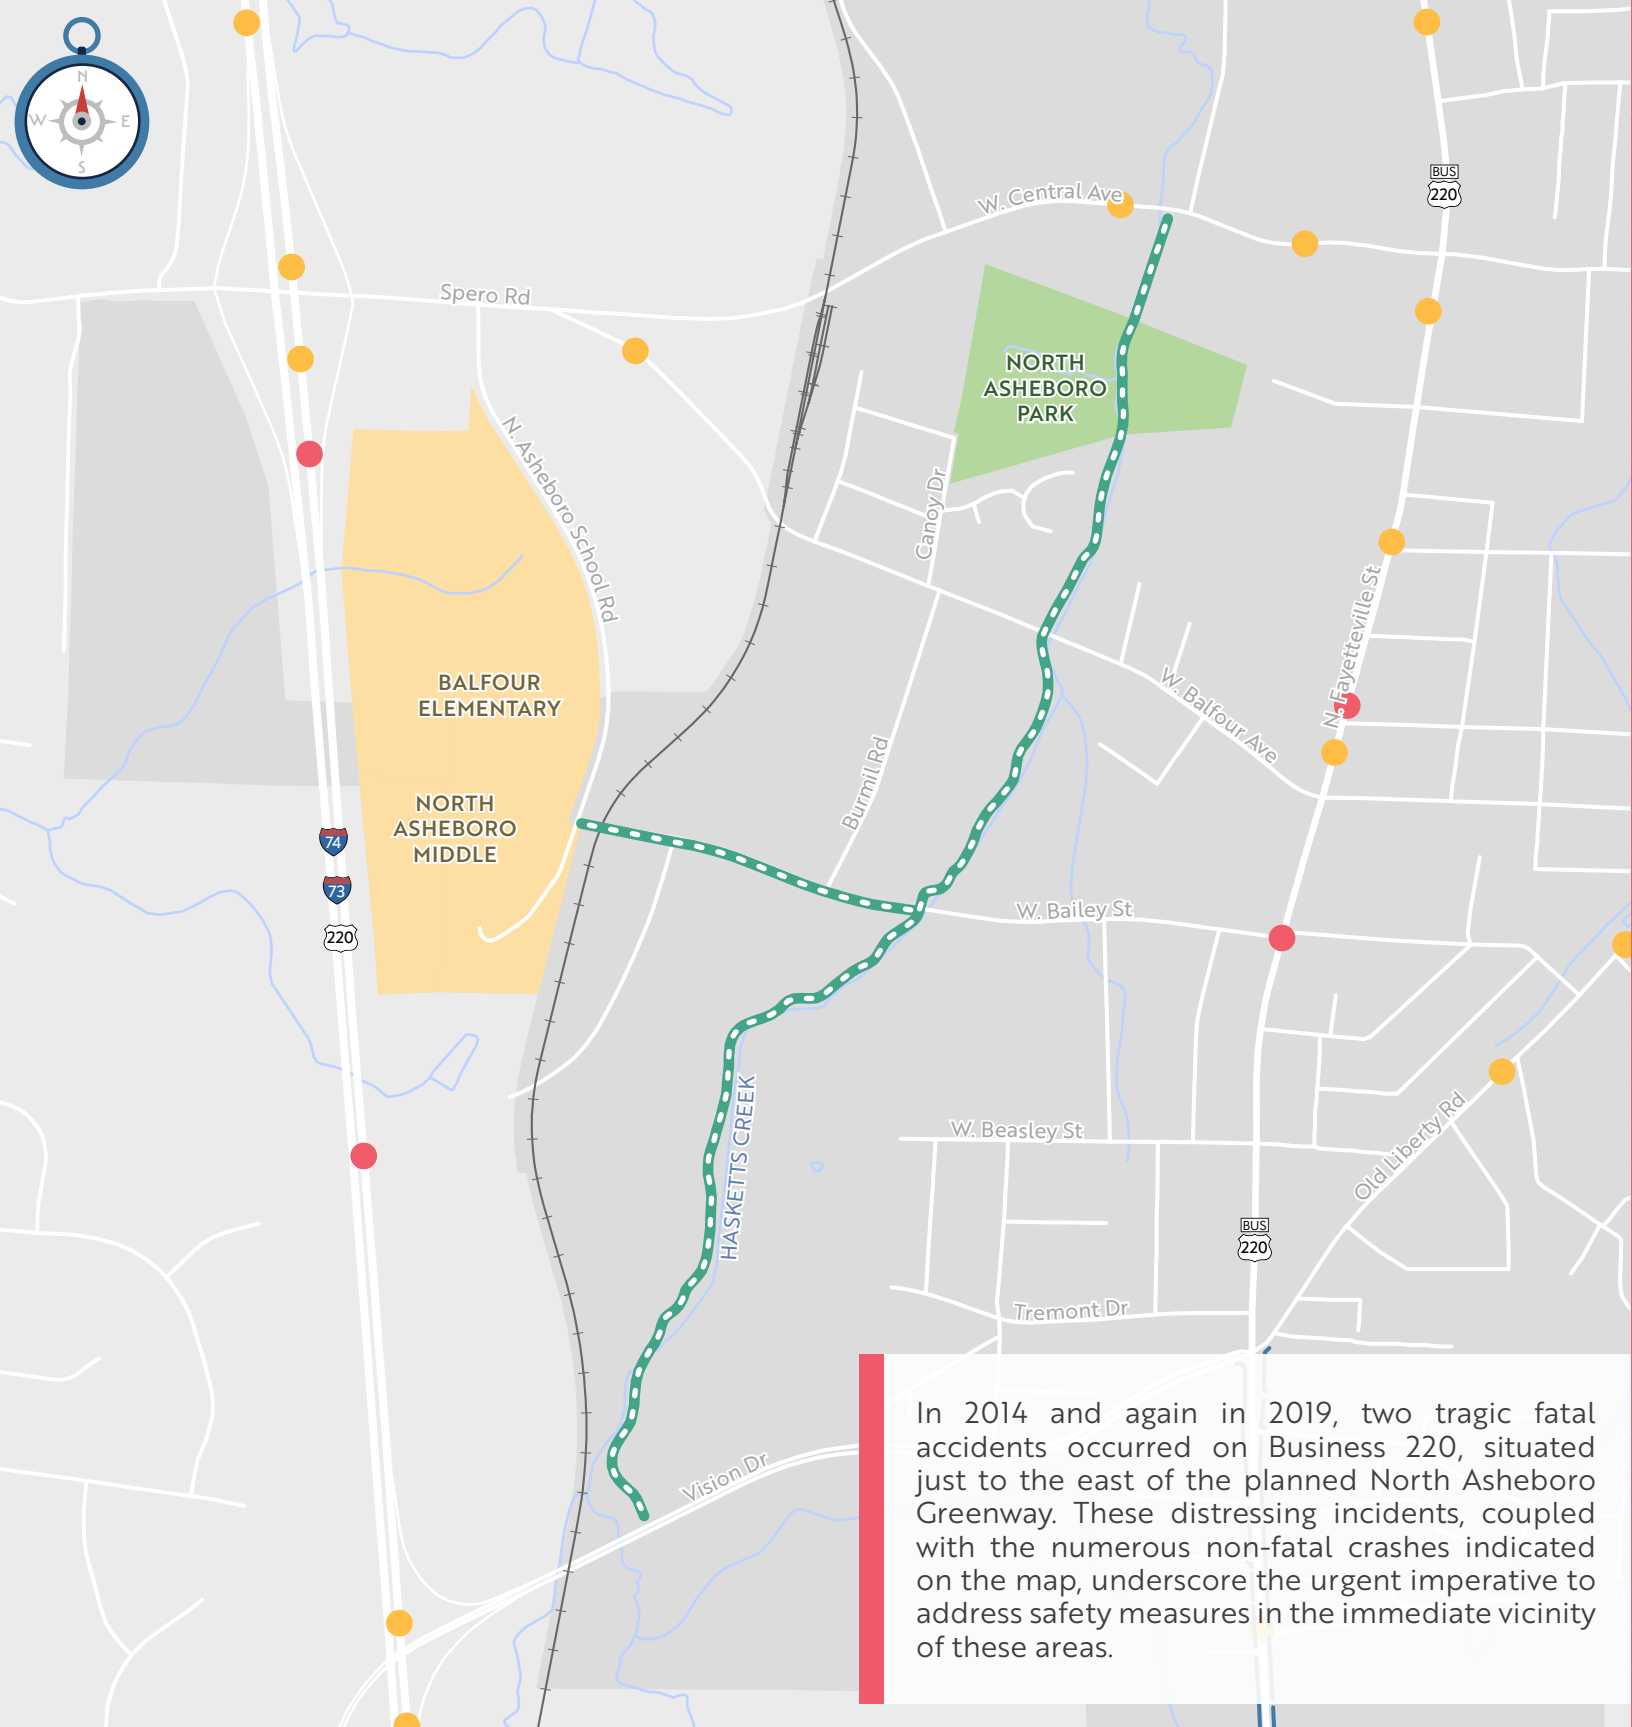 N
W E
S
BUS
220
W. Central Ave
Spero Rd
NORTH
ASHEBORO
PARK
N. Asheboro School Rd
Canoy Dr
N. Fayetteville St
BALFOUR
ELEMENTARY
W. Balfour Ave
Burmil Rd
NORTH
ASHEBORO
MIDDLE
74
73
220
W. Bailey St
HASKETTS CREEK
W. Beasley St
Old Liberty Rd
BUS
220
Tremont Dr
Vision Dr
In 2014 and again in 2019, two tragic fatal
accidents occurred on Business 220, situated
just to the east of the planned North Asheboro
Greenway. These distressing incidents, coupled
with the numerous non-fatal crashes indicated
on the map, underscore the urgent imperative to
address safety measures in the immediate vicinity
of these areas.